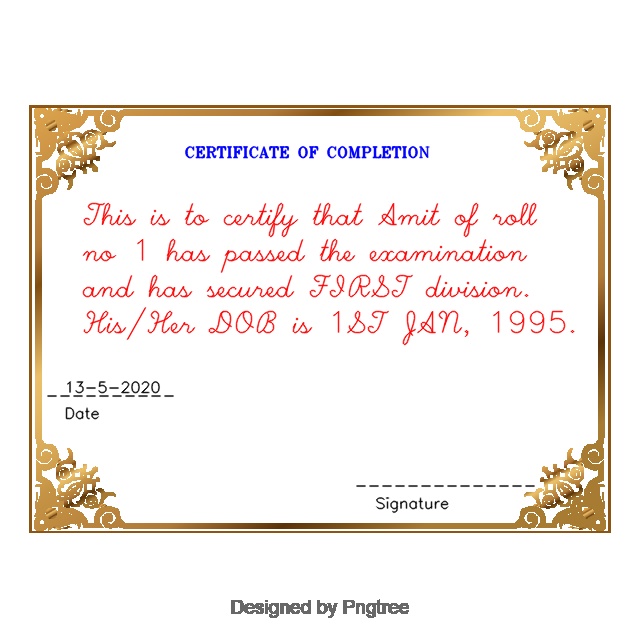 CERTIFICATE OF COMPLETION
This is to certify that Amit of roll
no 1 has passed the examination
and has secured FIRST division.
His/Her DOB is 1ST JAN, 1995.
13-5-2020
Date
Signature
Designed by Pngtree